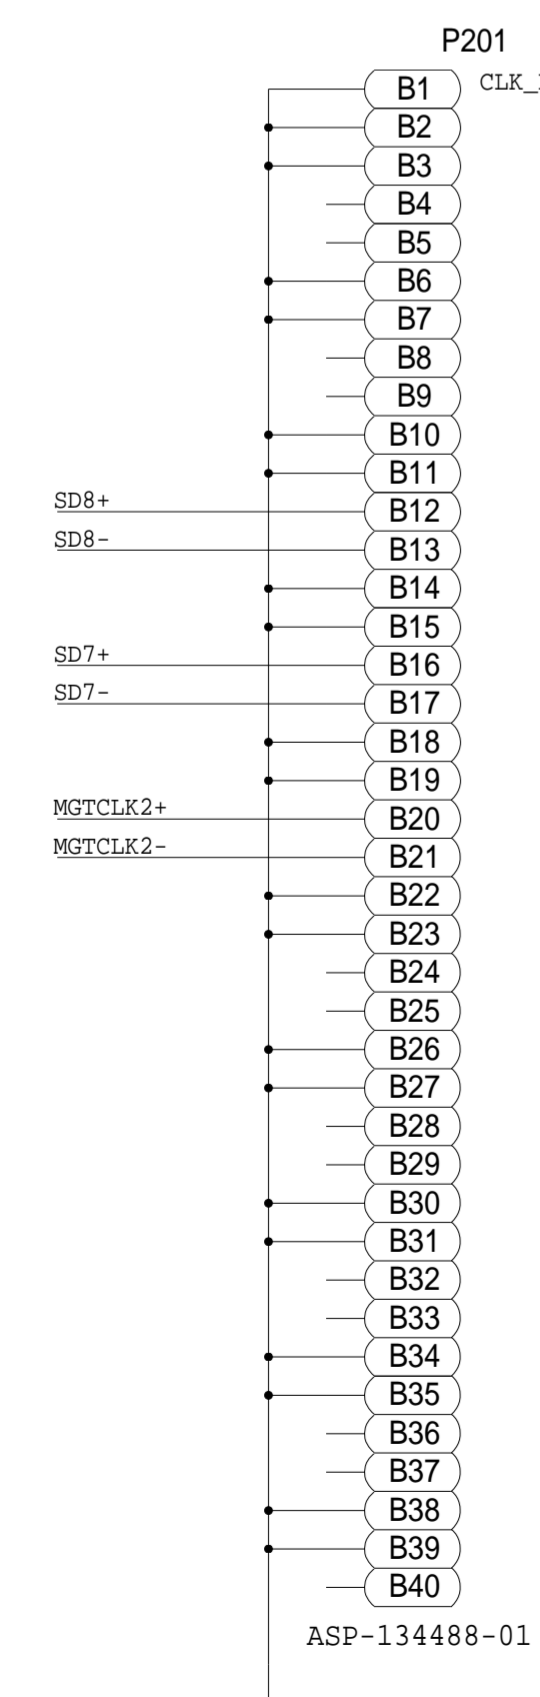 P201
B1 CLK_
B2
B3
B4
B5
B6
B7
B8
B9
B10
B11
SD8+ B12
SD8- B13
B14
B15
SD7+ B16
SD7- B17
B18
B19
MGTCLK2+ B20
MGTCLK2- B21
B22
B23
B24
B25
B26
B27
B28
B29
B30
B31
B32
B33
B34
B35
B36
B37
B38
B39
B40
ASP-134488-01